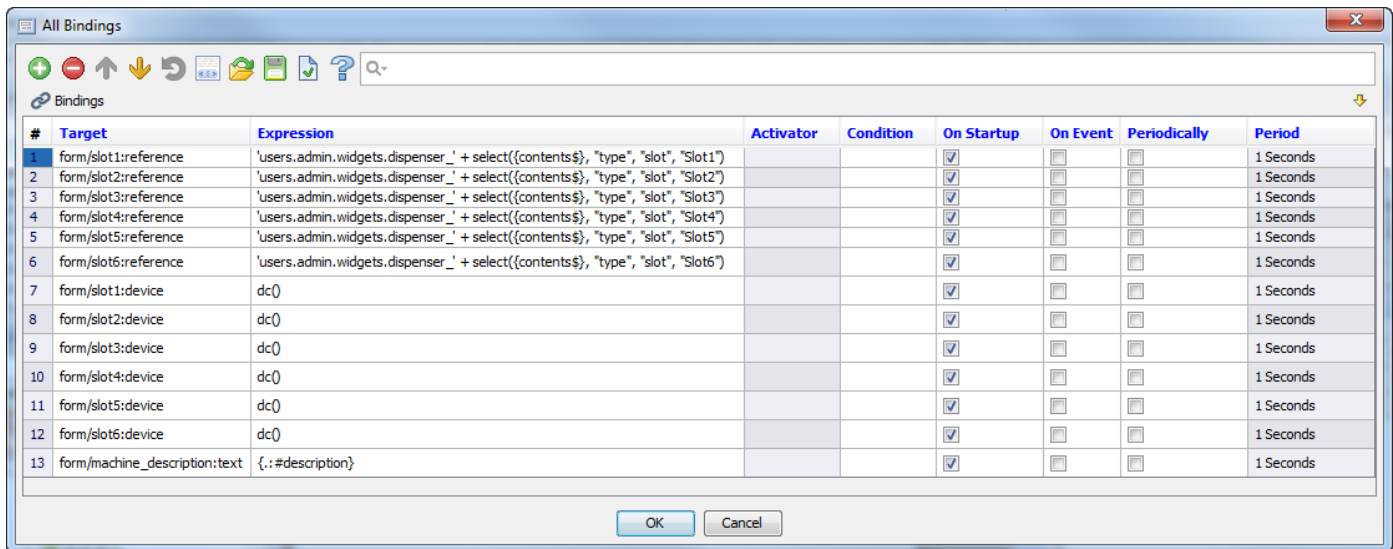 All Bindings
Bindings
# Target Expression Activator Condition On Startup On Event Periodically Period
1 form/slot1:reference 'users.admin.widgets.dispenser_' + select({contents$}, "type", "slot", "Slot1") 1 Seconds
2 form/slot2:reference 'users.admin.widgets.dispenser_' + select({contents$}, "type", "slot", "Slot2") 1 Seconds
3 form/slot3:reference 'users.admin.widgets.dispenser_' + select({contents$}, "type", "slot", "Slot3") 1 Seconds
4 form/slot4:reference 'users.admin.widgets.dispenser_' + select({contents$}, "type", "slot", "Slot4") 1 Seconds
5 form/slot5:reference 'users.admin.widgets.dispenser_' + select({contents$}, "type", "slot", "Slot5") 1 Seconds
6 form/slot6:reference 'users.admin.widgets.dispenser_' + select({contents$}, "type", "slot", "Slot6") 1 Seconds
7 form/slot1:device dc() 1 Seconds
8 form/slot2:device dc() 1 Seconds
9 form/slot3:device dc() 1 Seconds
10 form/slot4:device dc() 1 Seconds
11 form/slot5:device dc() 1 Seconds
12 form/slot6:device dc() 1 Seconds
13 form/machine_description:text {.:#description} 1 Seconds
OK Cancel